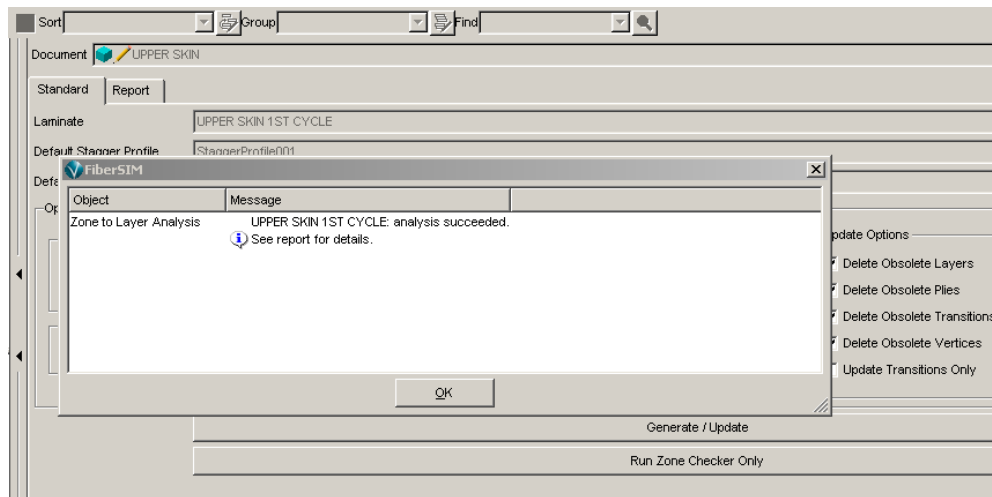 Sort Group Find
Document UPPER SKIN
Standard Report
Laminate UPPER SKIN 1ST CYCLE
Default Stagger Profile StaggerProfile001
FiberSIM
Object Message
Zone to Layer Analysis UPPER SKIN 1ST CYCLE: analysis succeeded.
See report for details.
Delete Obsolete Layers
Delete Obsolete Plies
Delete Obsolete Transitions
Delete Obsolete Vertices
Update Transitions Only
OK
Generate / Update
Run Zone Checker Only